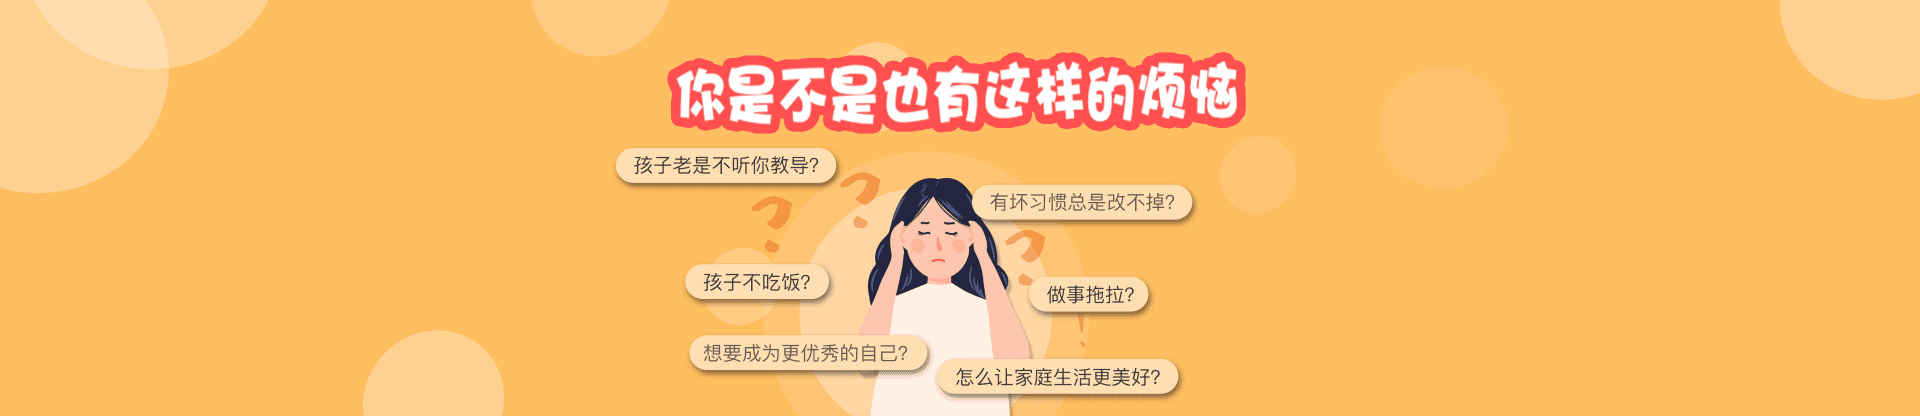 你是不是也有这样的烦恼
孩子老是不听你教导?
有坏习惯总是改不掉?
孩子不吃饭?
做事拖拉?
想要成为更优秀的自己?
怎么让家庭生活更美好?